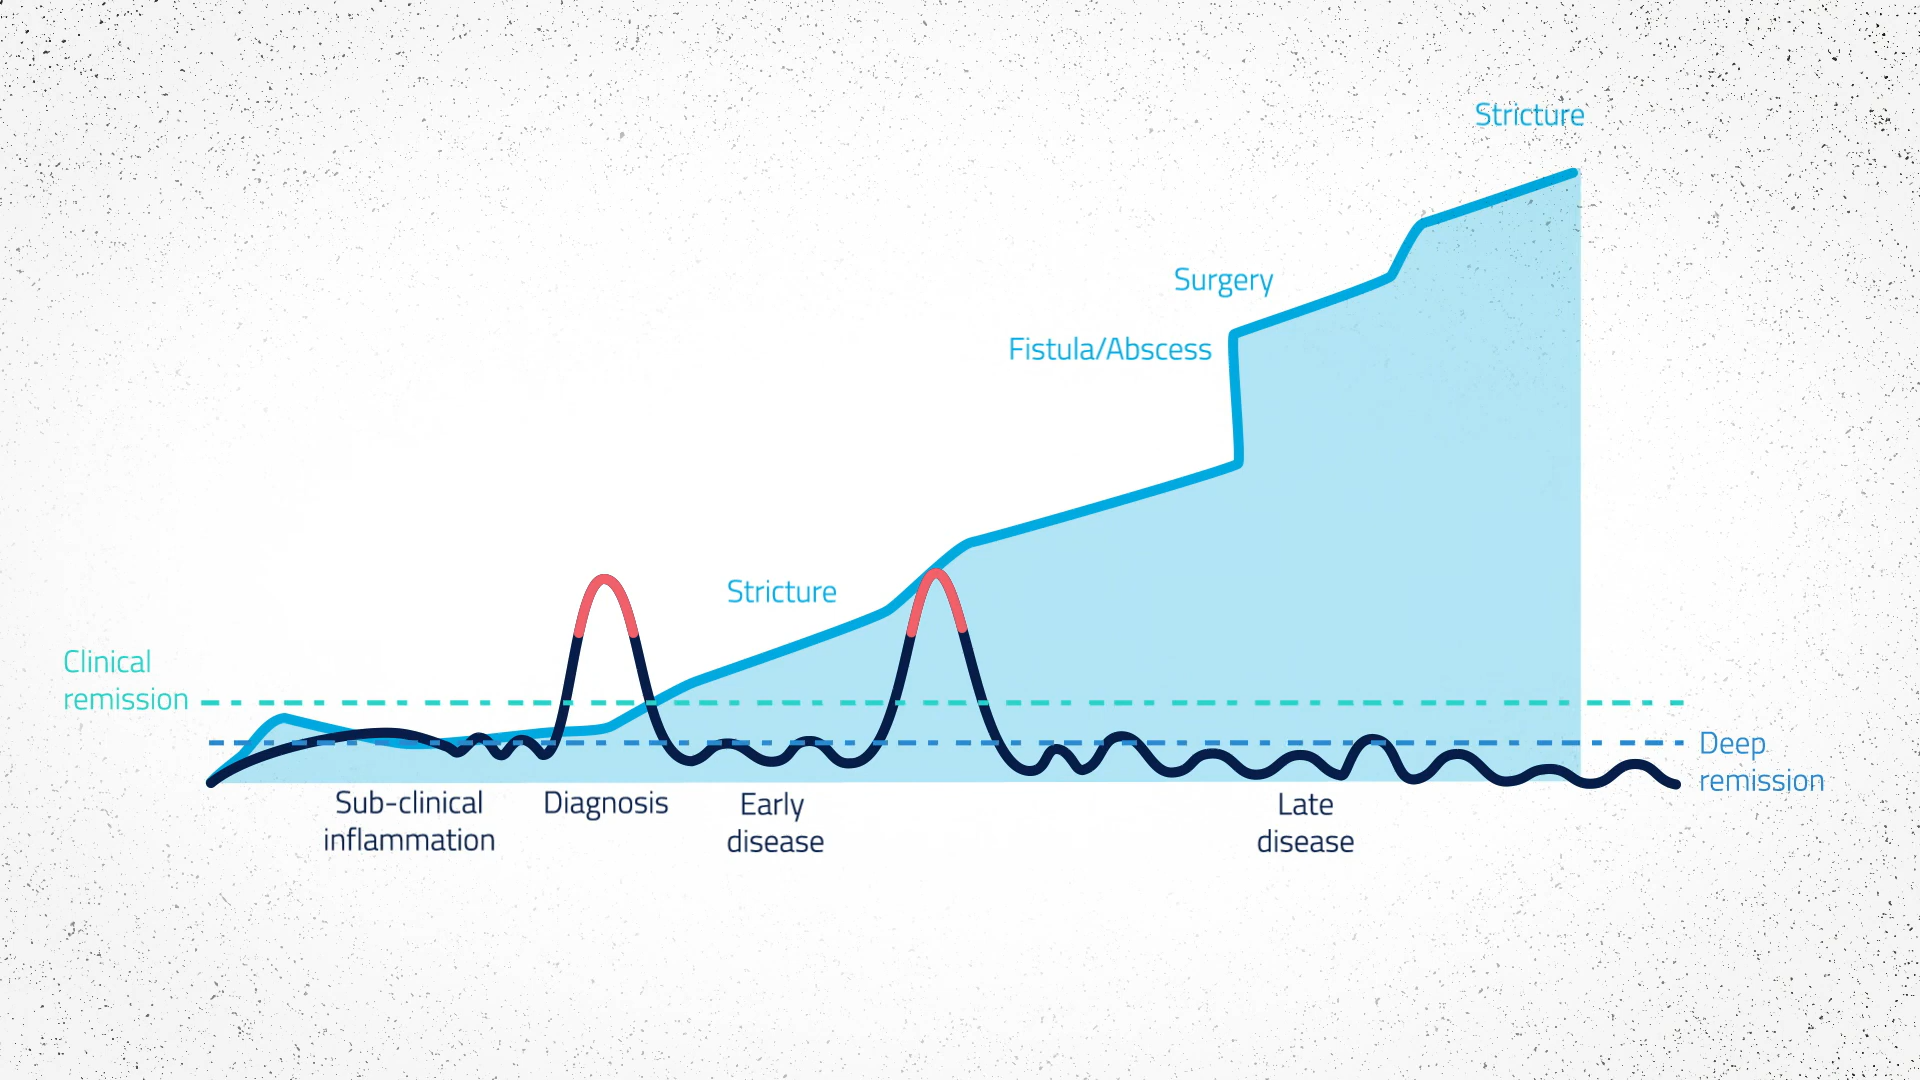 Stricture
Surgery
Fistula/Abscess
Stricture
Clinical
remission
Deep
remission
Sub-clinical
inflammation
Diagnosis
Early
disease
Late
disease